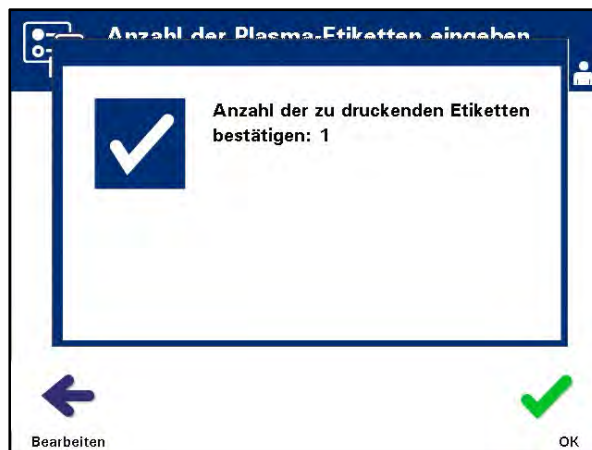 Anzahl der Plasma-Etiketten eingeben
Anzahl der zu druckenden Etiketten
bestätigen: 1
Bearbeiten
OK